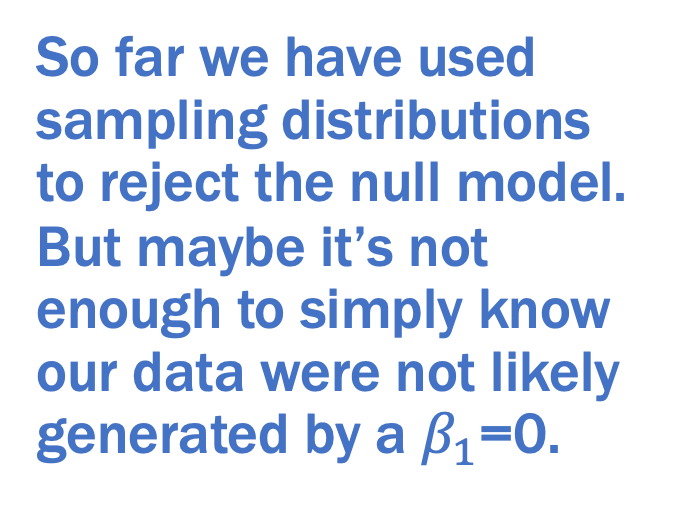 So far we have used
sampling distributions
to reject the null model.
But maybe it’s not
enough to simply know
our data were not likely
generated by a 𝛽₁=0.